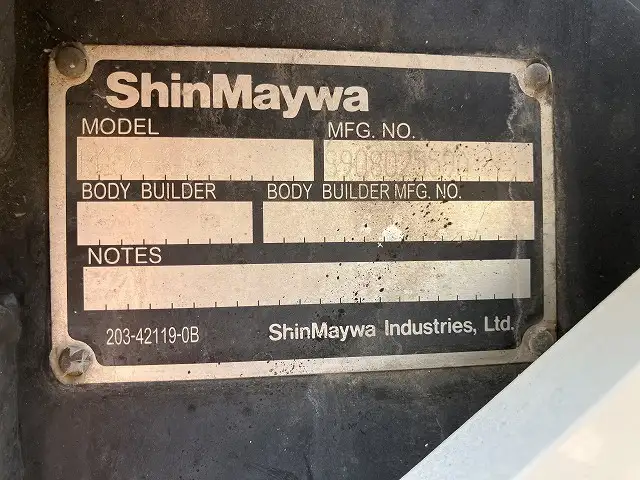 ShinMaywa
MODEL MFG. NO.
BODY BUILDER BODY BUILDER MFG. NO.
NOTES
203-42119-0B ShinMaywa Industries, Ltd.